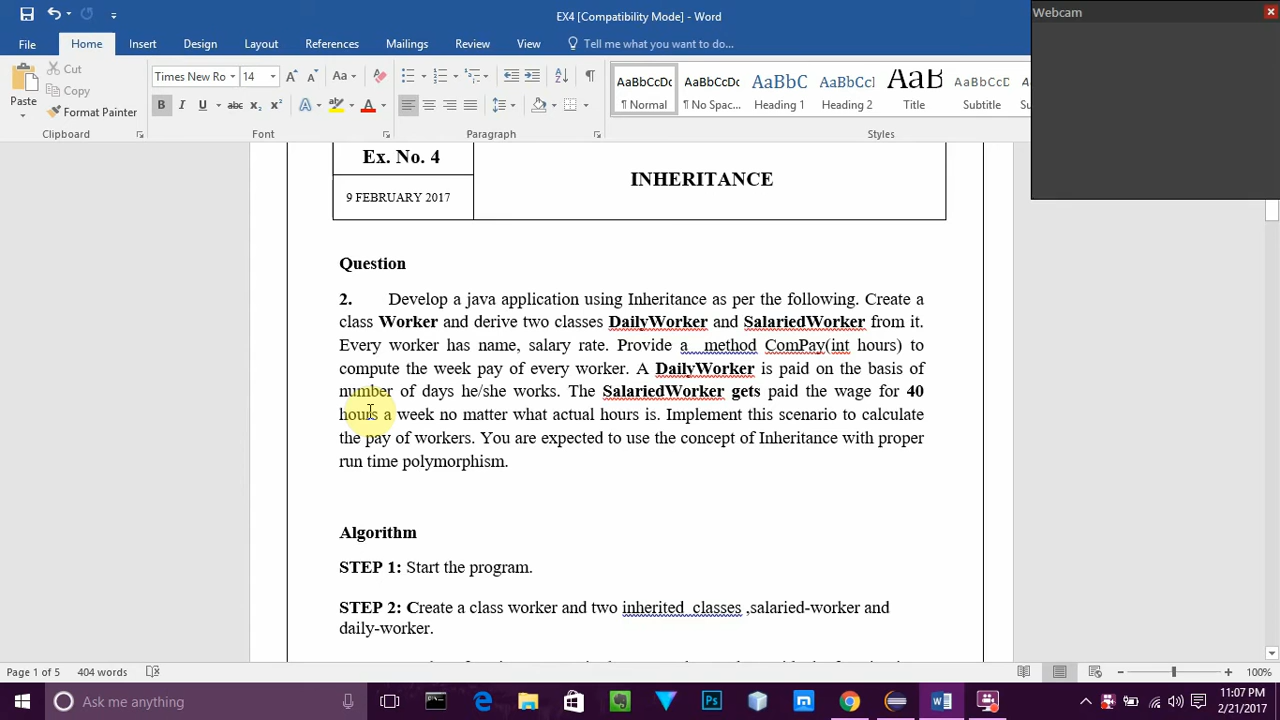 EX4 [Compatibility Mode] - Word
Webcam
File Home Insert Design Layout References Mailings Review View Tell me what you want to do...
Paste
Cut
Copy
Format Painter
Times New Ro 14
Aa
B I U abc x₂ x² A A
AaBbCcDc AaBbCcDc AaBbC AaBbCcD AaB AaBbCcD
¶ Normal ¶ No Spac... Heading 1 Heading 2 Title Subtitle Su
Clipboard Font Paragraph Styles
Ex. No. 4
INHERITANCE
9 FEBRUARY 2017
Question
2. Develop a java application using Inheritance as per the following. Create a
class Worker and derive two classes DailyWorker and SalariedWorker from it.
Every worker has name, salary rate. Provide a method ComPay(int hours) to
compute the week pay of every worker. A DailyWorker is paid on the basis of
number of days he/she works. The SalariedWorker gets paid the wage for 40
hours a week no matter what actual hours is. Implement this scenario to calculate
the pay of workers. You are expected to use the concept of Inheritance with proper
run time polymorphism.
Algorithm
STEP 1: Start the program.
STEP 2: Create a class worker and two inherited classes ,salaried-worker and
daily-worker.
Page 1 of 5 404 words 100%
Ask me anything
11:07 PM
2/21/2017